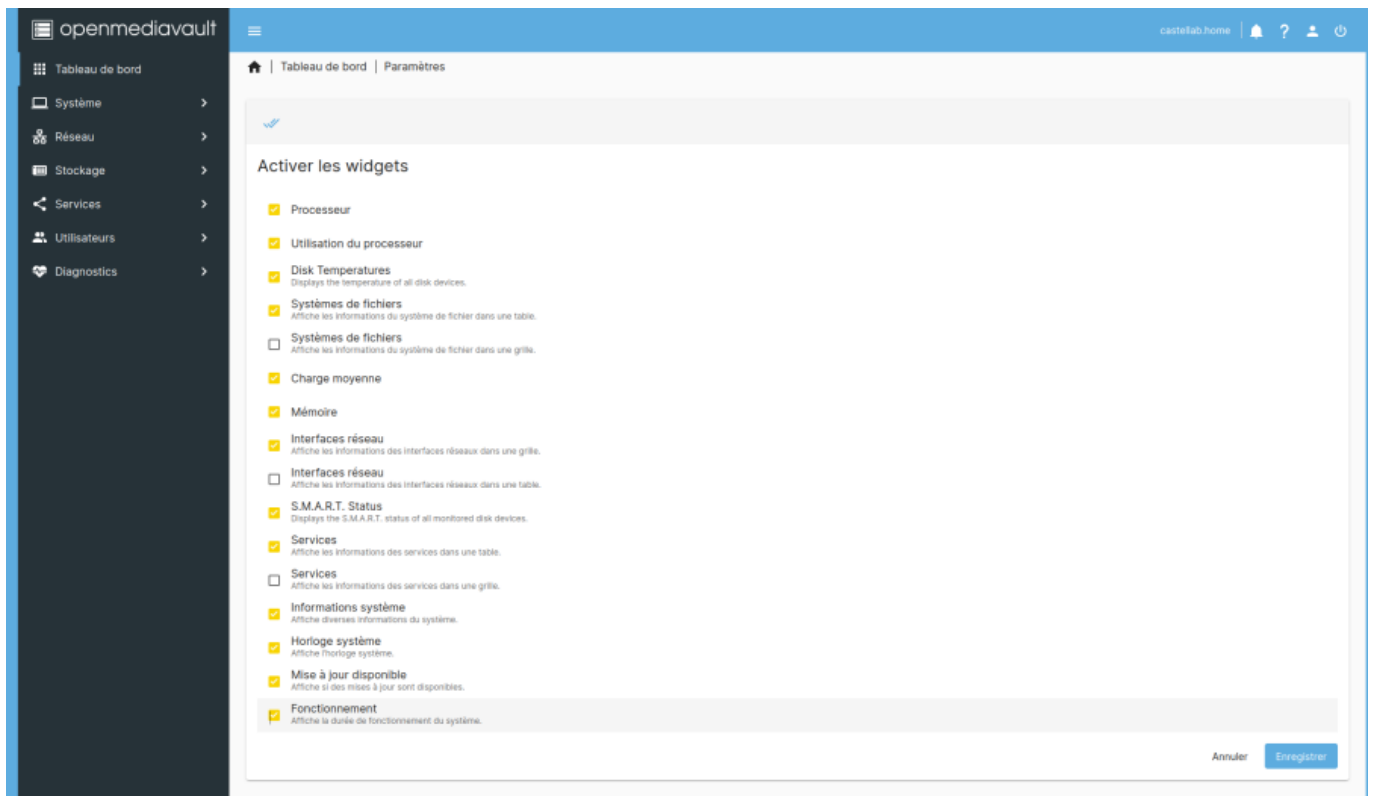 openmediavault
castellab.home
?
Tableau de bord
Système
Réseau
Stockage
Services
Utilisateurs
Diagnostics
Tableau de bord | Paramètres
Activer les widgets
Processeur
Utilisation du processeur
Disk Temperatures
Displays the temperature of all disk devices.
Systèmes de fichiers
Affiche les informations du système de fichier dans une table.
Systèmes de fichiers
Affiche les informations du système de fichier dans une grille.
Charge moyenne
Mémoire
Interfaces réseau
Affiche les informations des interfaces réseaux dans une grille.
Interfaces réseau
Affiche les informations des interfaces réseaux dans une table.
S.M.A.R.T. Status
Displays the S.M.A.R.T. status of all monitored disk devices.
Services
Affiche les informations des services dans une table.
Services
Affiche les informations des services dans une grille.
Informations système
Affiche diverses informations du système.
Horloge système
Affiche l'horloge système.
Mise à jour disponible
Affiche si des mises à jour sont disponibles.
Fonctionnement
Affiche la durée de fonctionnement du système.
Annuler
Enregistrer